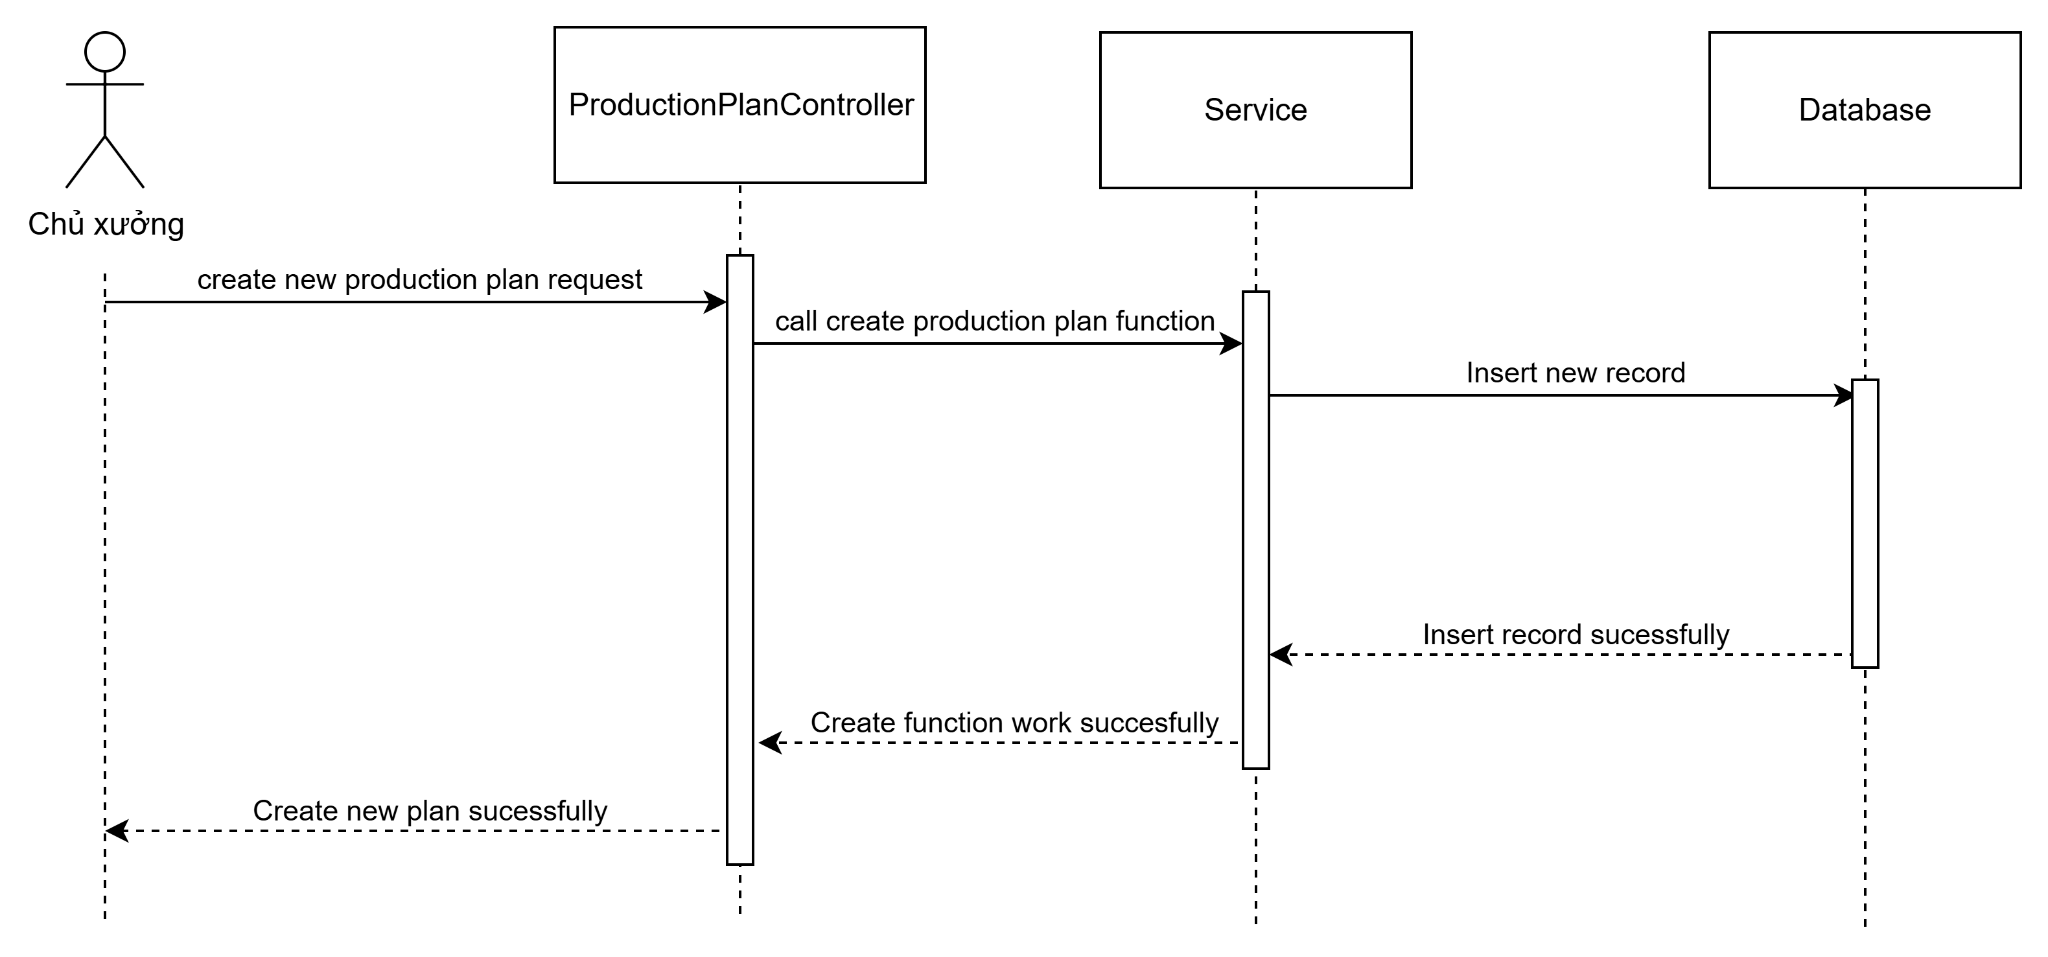 ProductionPlanController
Service
Database
Chủ xưởng
create new production plan request
call create production plan function
Insert new record
Insert record sucessfully
Create function work succesfully
Create new plan sucessfully